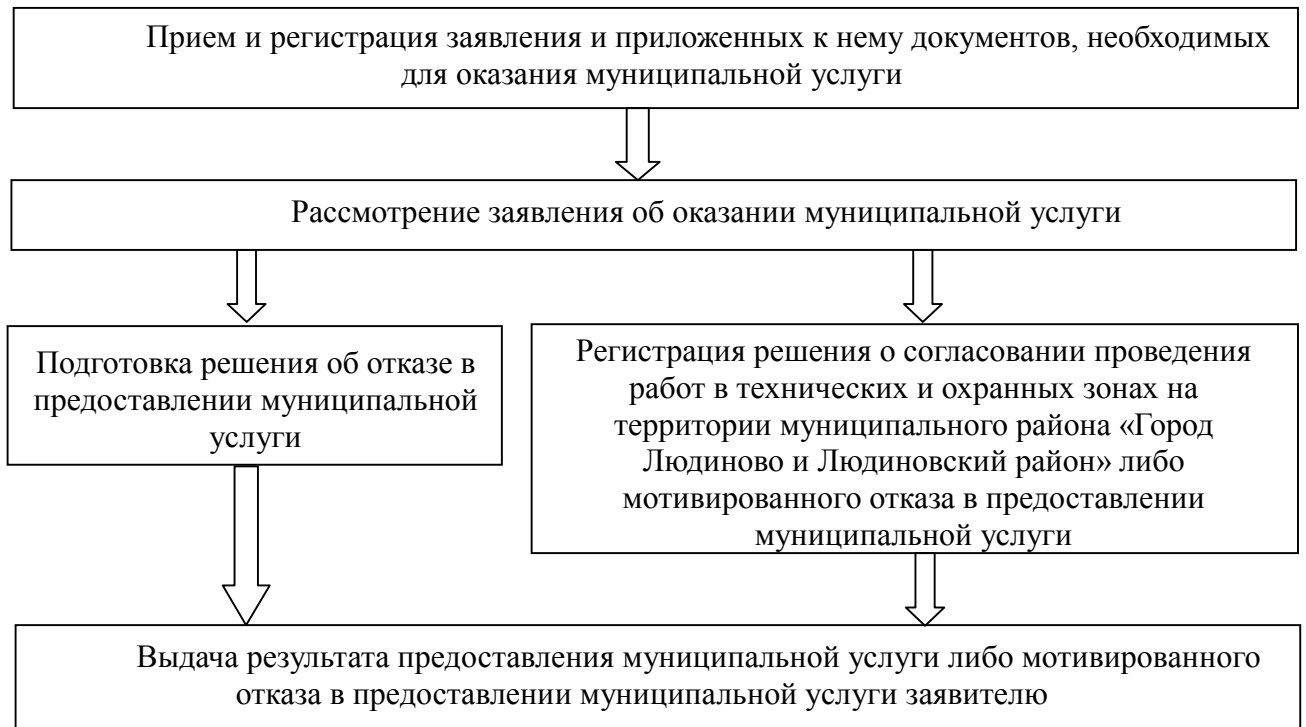 Прием и регистрация заявления и приложенных к нему документов, необходимых
для оказания муниципальной услуги
Рассмотрение заявления об оказании муниципальной услуги
Подготовка решения об отказе в
предоставлении муниципальной
услуги
Регистрация решения о согласовании проведения
работ в технических и охранных зонах на
территории муниципального района «Город
Людиново и Людиновский район» либо
мотивированного отказа в предоставлении
муниципальной услуги
Выдача результата предоставления муниципальной услуги либо мотивированного
отказа в предоставлении муниципальной услуги заявителю